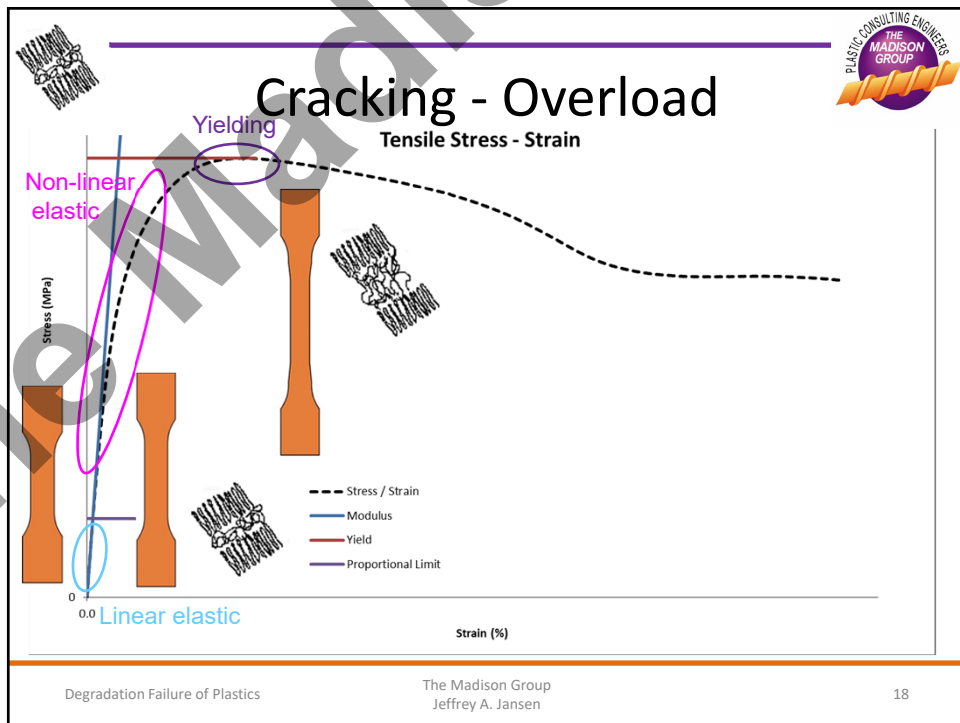 PLASTIC CONSULTING ENGINEERS
THE
MADISON
GROUP
Cracking - Overload
Yielding
Tensile Stress - Strain
Non-linear
elastic
Stress (MPa)
Stress / Strain
Modulus
Yield
Proportional Limit
0
0.0
Linear elastic
Strain (%)
Degradation Failure of Plastics
The Madison Group
Jeffrey A. Jansen
18